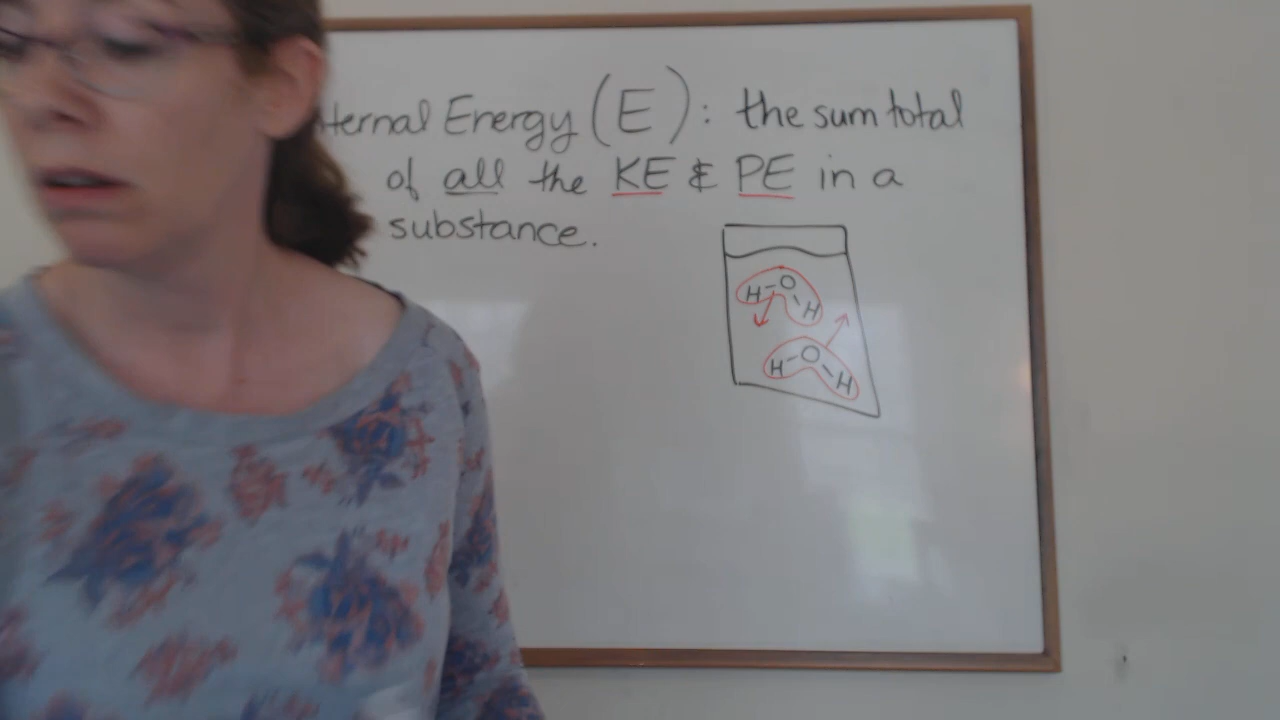 ternal Energy (E): the sum total
of all the KE & PE in a
substance.
H-O
H
H-O
H